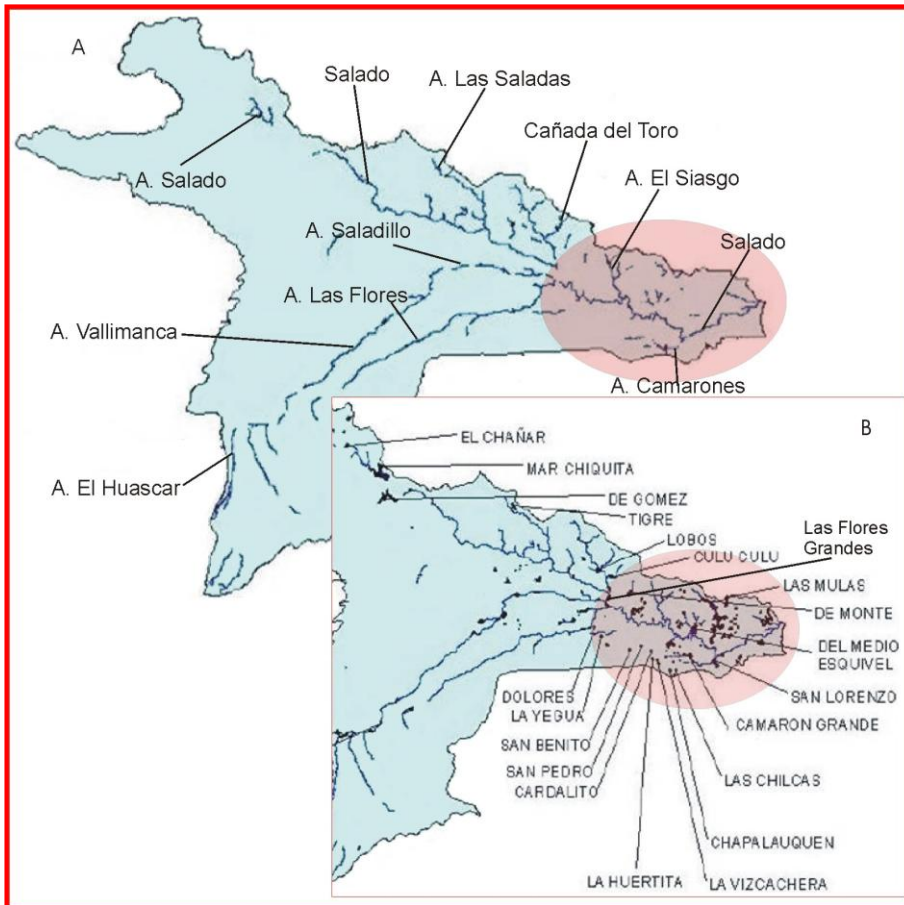 A
Salado
A. Las Saladas
Cañada del Toro
A. Salado
A. El Siasgo
A. Saladillo
Salado
A. Las Flores
A. Vallimanca
A. Camarones
A. El Huascar
B
EL CHAÑAR
MAR CHIQUITA
DE GOMEZ
TIGRE
Las Flores
Grandes
LOBOS
CULU CULU
LAS MULAS
DE MONTE
DEL MEDIO
ESQUIVEL
DOLORES
SAN LORENZO
LA YEGUA
CAMARON GRANDE
SAN BENITO
SAN PEDRO
LAS CHILCAS
CARDALITO
CHAPALAUQUEN
LA HUERTITA
LA VIZCACHERA